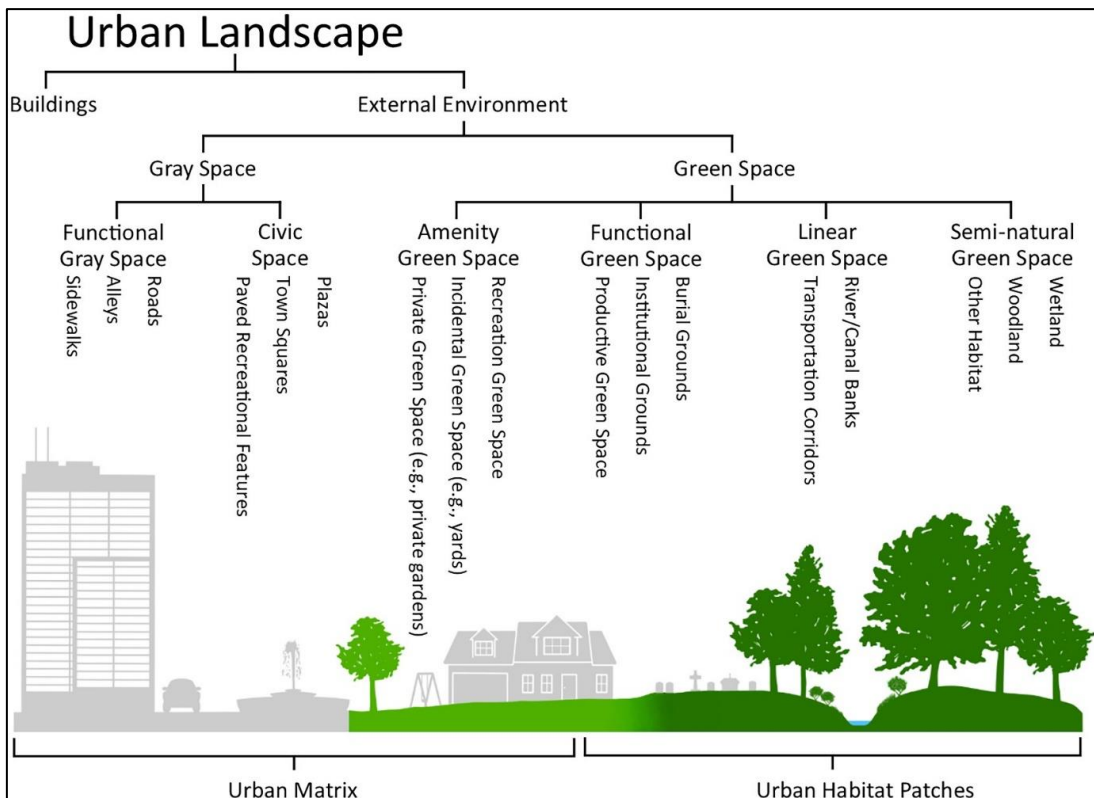 Urban Landscape
Buildings
External Environment
Gray Space
Green Space
Functional
Gray Space
Roads
Alleys
Sidewalks
Civic
Space
Plazas
Town Squares
Paved Recreational Features
Amenity
Green Space
Recreation Green Space
Incidental Green Space (e.g., yards)
Private Green Space (e.g., private gardens)
Functional
Green Space
Burial Grounds
Institutional Grounds
Productive Green Space
Linear
Green Space
River/Canal Banks
Transportation Corridors
Semi-natural
Green Space
Wetland
Woodland
Other Habitat
Urban Matrix
Urban Habitat Patches